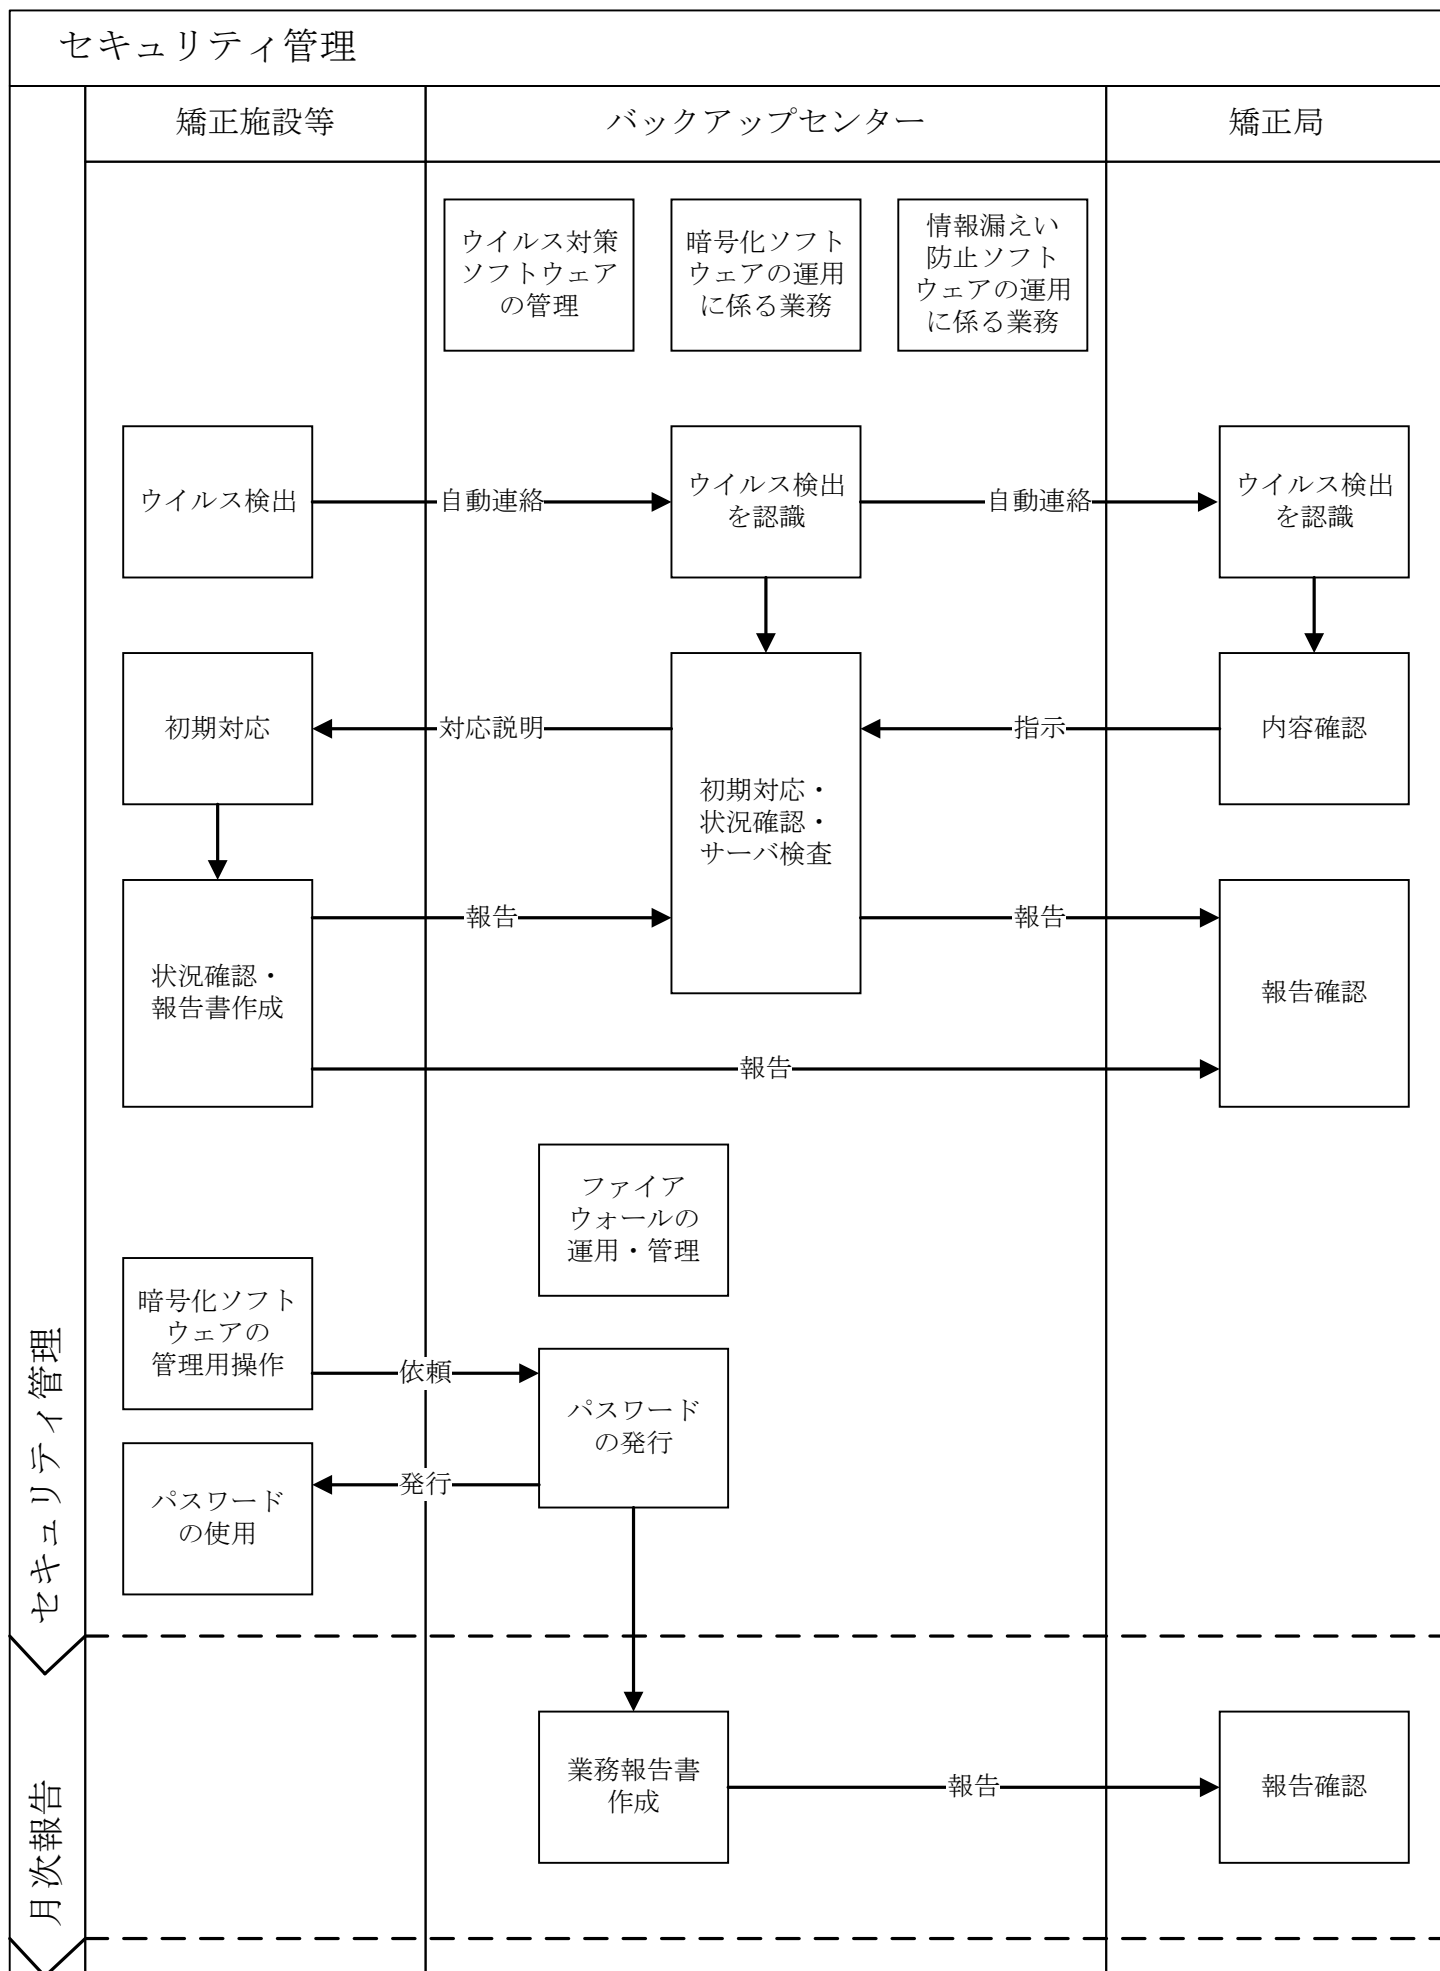 セキュリティ管理
矯正施設等
バックアップセンター
矯正局
ウイルス対策
ソフトウェア
の管理
暗号化ソフト
ウェアの運用
に係る業務
情報漏えい
防止ソフト
ウェアの運用
に係る業務
ウイルス検出
自動連絡
ウイルス検出
を認識
自動連絡
ウイルス検出
を認識
初期対応
対応説明
初期対応・
状況確認・
サーバ検査
指示
内容確認
状況確認・
報告書作成
報告
報告
報告確認
報告
ファイア
ウォールの
運用・管理
暗号化ソフト
ウェアの
管理用操作
依頼
パスワード
の発行
発行
パスワード
の使用
セキュリティ管理
業務報告書
作成
報告
報告確認
月次報告